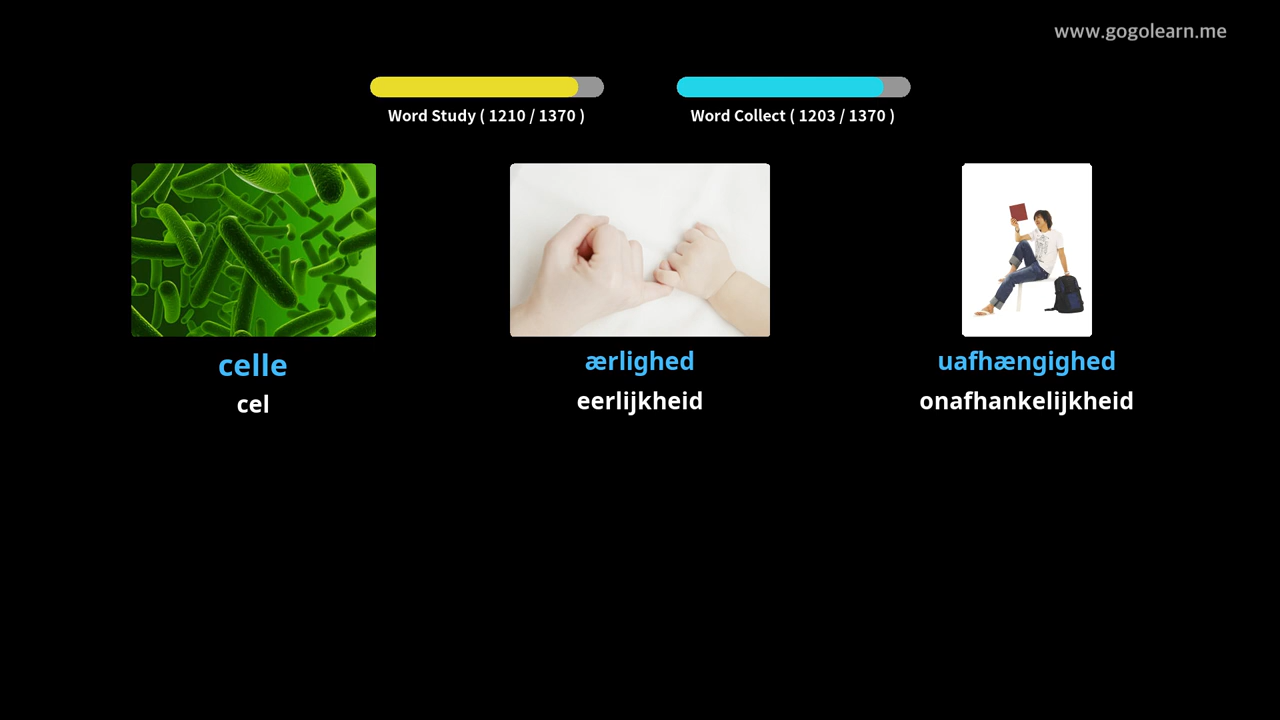 www.gogolearn.me
Word Study ( 1210 / 1370 )
Word Collect ( 1203 / 1370 )
celle
cel
ærlighed
eerlijkheid
uafhængighed
onafhankelijkheid